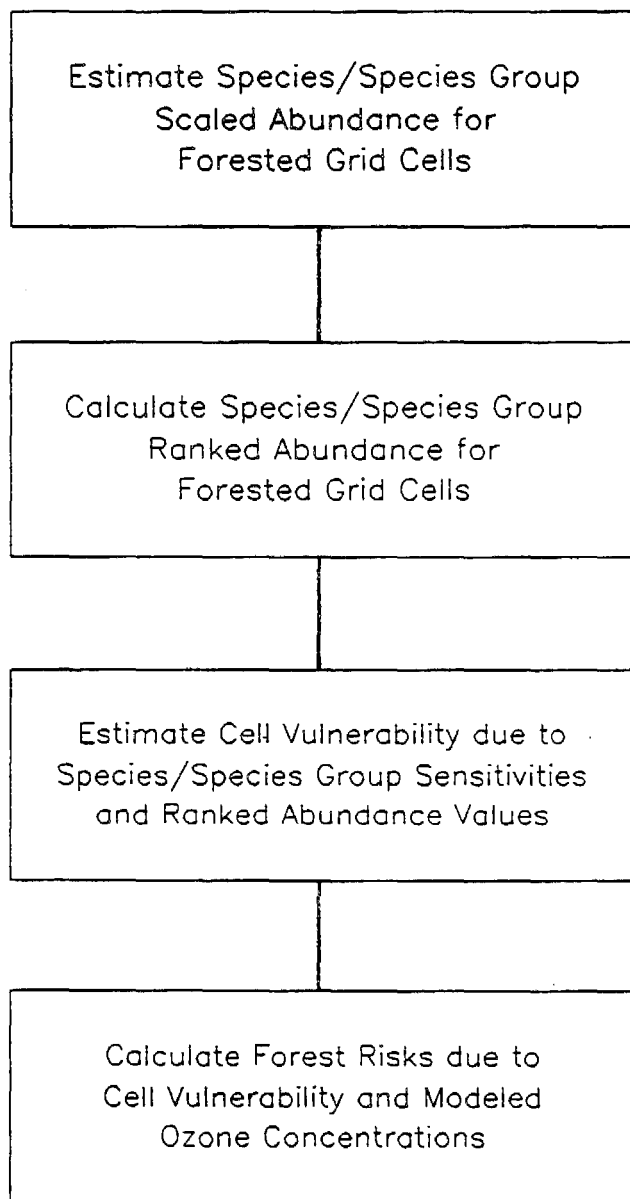 Estimate Species/Species Group
Scaled Abundance for
Forested Grid Cells
Calculate Species/Species Group
Ranked Abundance for
Forested Grid Cells
Estimate Cell Vulnerability due to
Species/Species Group Sensitivities
and Ranked Abundance Values
Calculate Forest Risks due to
Cell Vulnerability and Modeled
Ozone Concentrations